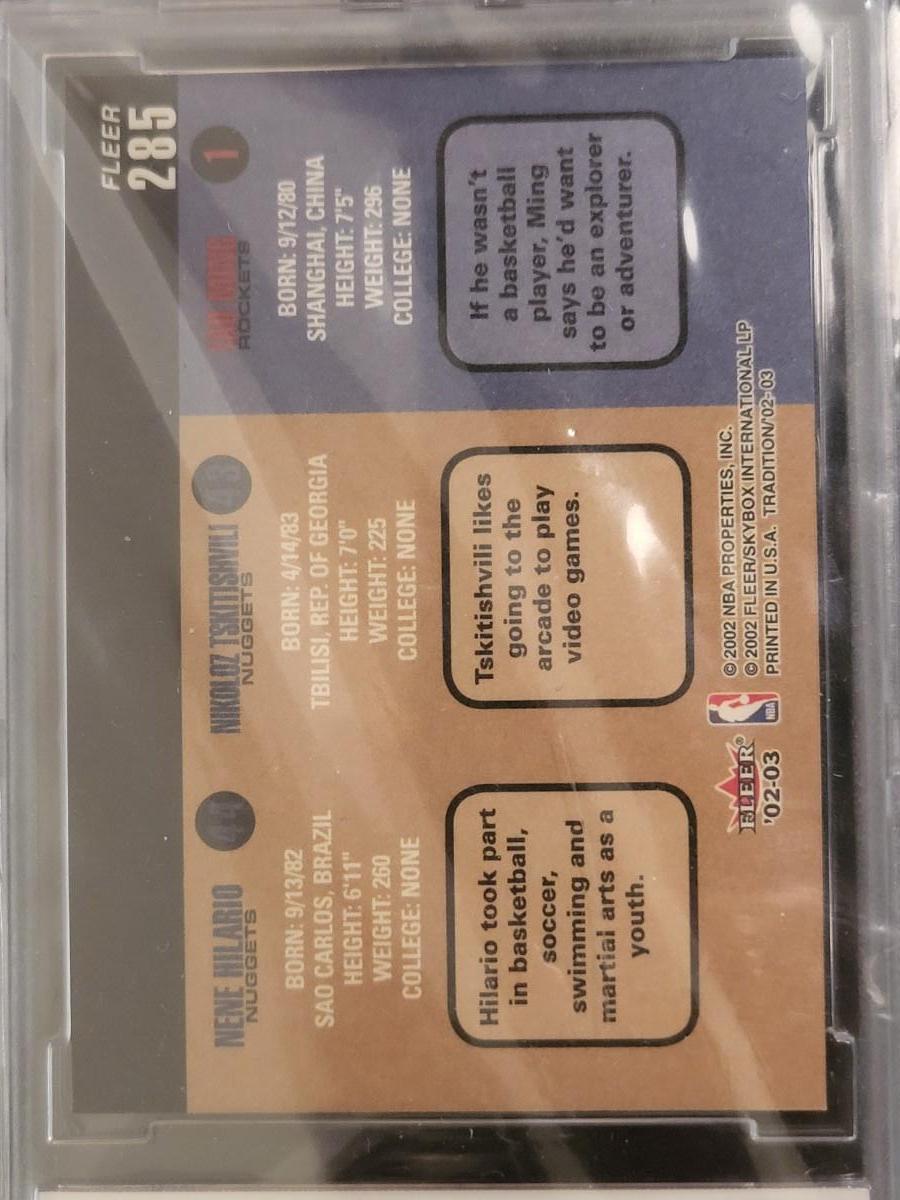 FLEER
285
NENE HILARIO
NUGGETS
44
BORN: 9/13/82
SAO CARLOS, BRAZIL
HEIGHT: 6'11"
WEIGHT: 260
COLLEGE: NONE
Hilario took part
in basketball,
soccer,
swimming and
martial arts as a
youth.
NIKOLOZ TSKITISHVILI
NUGGETS
BORN: 4/14/83
TBILISI, REP. OF GEORGIA
HEIGHT: 7'0"
WEIGHT: 225
COLLEGE: NONE
Tskitishvili likes
going to the
arcade to play
video games.
YAO MING
ROCKETS
1
BORN: 9/12/80
SHANGHAI, CHINA
HEIGHT: 7'5"
WEIGHT: 296
COLLEGE: NONE
If he wasn't
a basketball
player, Ming
says he'd want
to be an explorer
or adventurer.
FLEER®
'02-03
NBA
© 2002 NBA PROPERTIES, INC.
© 2002 FLEER/SKYBOX INTERNATIONAL LP
PRINTED IN U.S.A. TRADITION/'02-'03